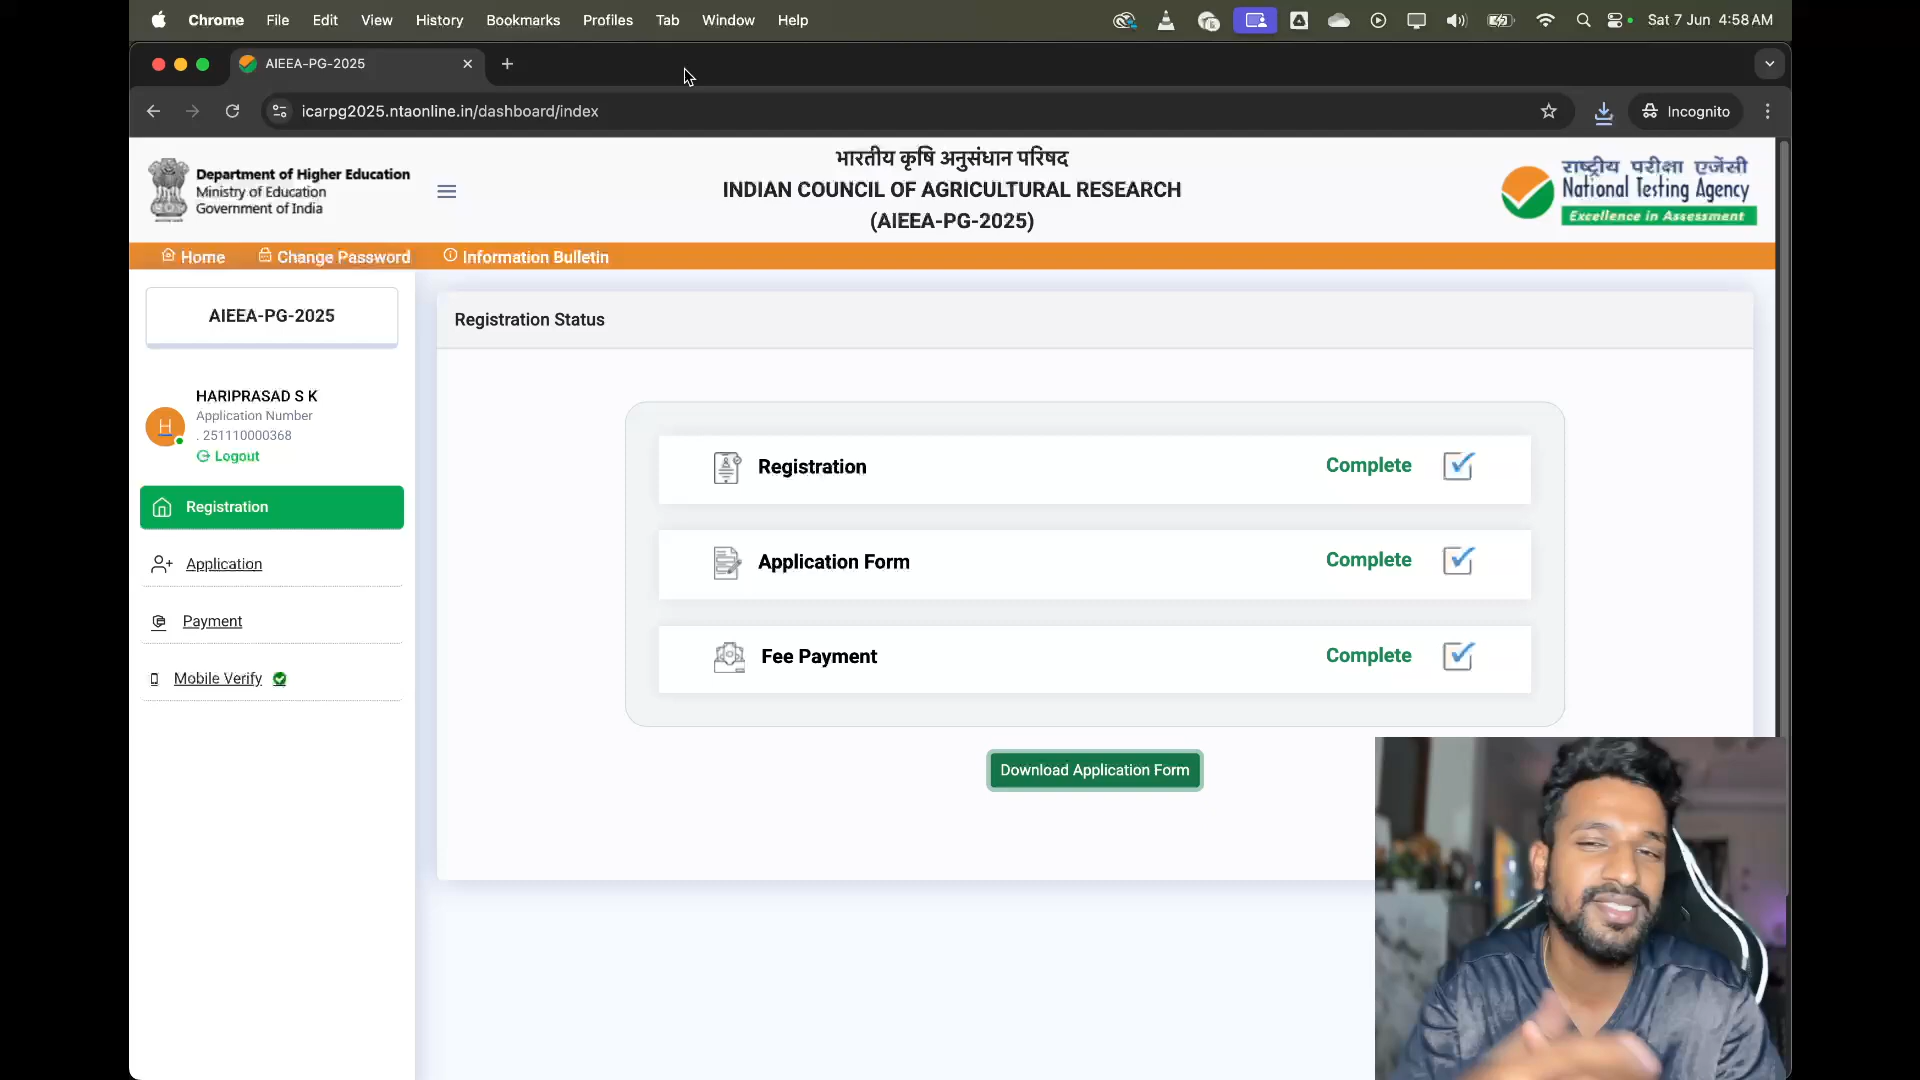 Chrome File Edit View History Bookmarks Profiles Tab Window Help
Sat 7 Jun 4:58 AM
AIEEA-PG-2025
icarpg2025.ntaonline.in/dashboard/index
Incognito
Department of Higher Education
Ministry of Education
Government of India
भारतीय कृषि अनुसंधान परिषद
INDIAN COUNCIL OF AGRICULTURAL RESEARCH
(AIEEA-PG-2025)
राष्ट्रीय परीक्षा एजेंसी
National Testing Agency
Excellence in Assessment
Home Change Password Information Bulletin
AIEEA-PG-2025
HARIPRASAD S K
Application Number
. 251110000368
Logout
H
Registration
Application
Payment
Mobile Verify
Registration Status
Registration Complete
Application Form Complete
Fee Payment Complete
Download Application Form